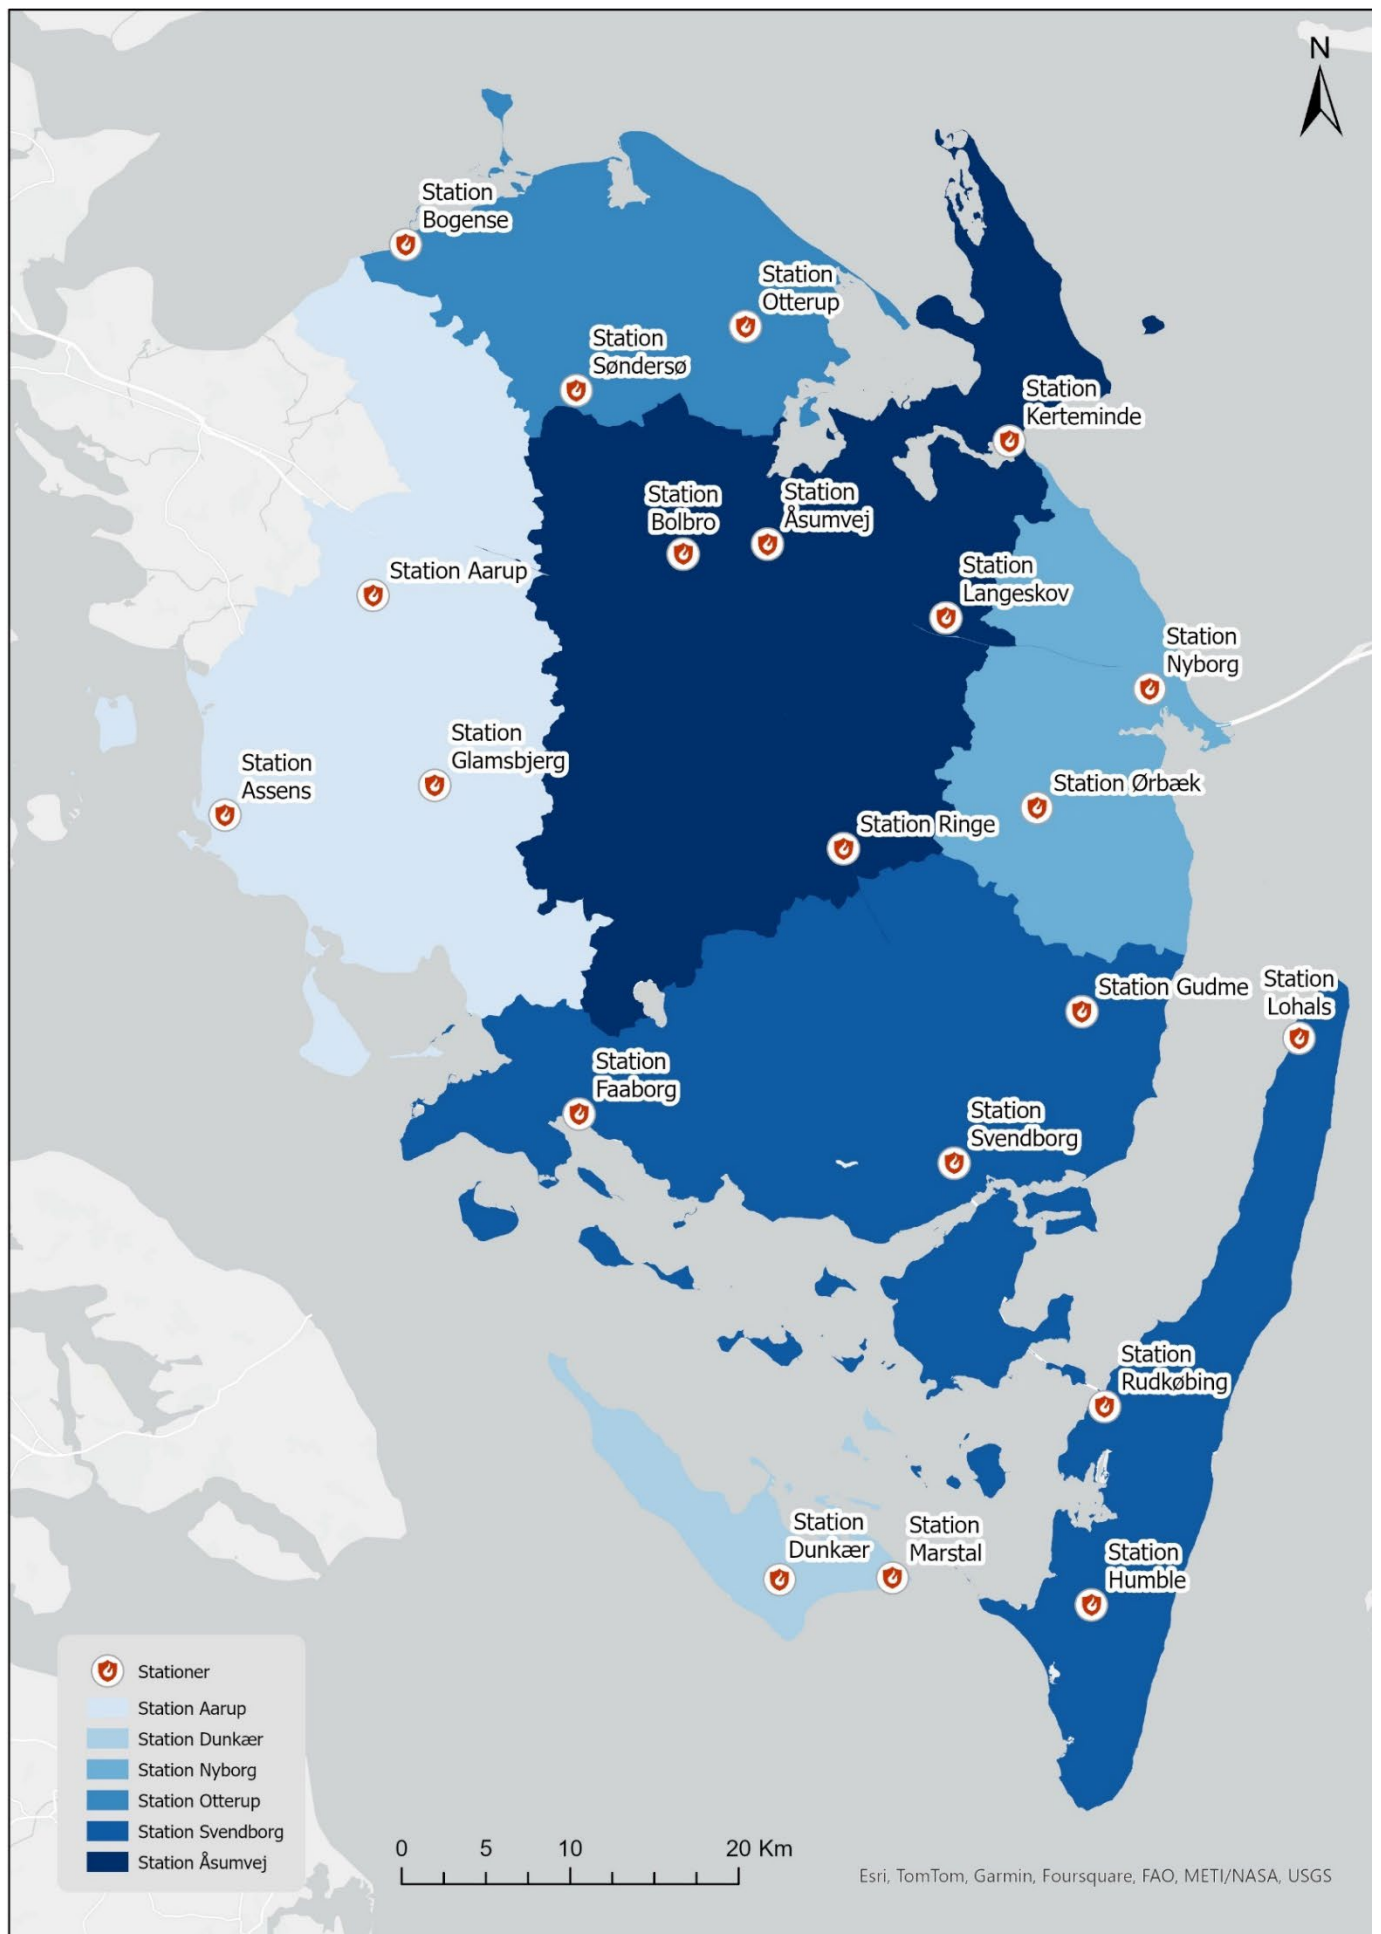 N
Station
Bogense
Station
Otterup
Station
Søndersø
Station
Kerteminde
Station
Bolbro
Station
Åsumvej
Station Aarup
Station
Langeskov
Station
Nyborg
Station
Glamsbjerg
Station
Assens
Station Ørbæk
Station Ringe
Station Gudme
Station
Lohals
Station
Faaborg
Station
Svendborg
Station
Rudkøbing
Station
Dunkær
Station
Marstal
Station
Humble
Stationer
Station Aarup
Station Dunkær
Station Nyborg
Station Otterup
Station Svendborg
Station Åsumvej
0 5 10 20 Km
Esri, TomTom, Garmin, Foursquare, FAO, METI/NASA, USGS